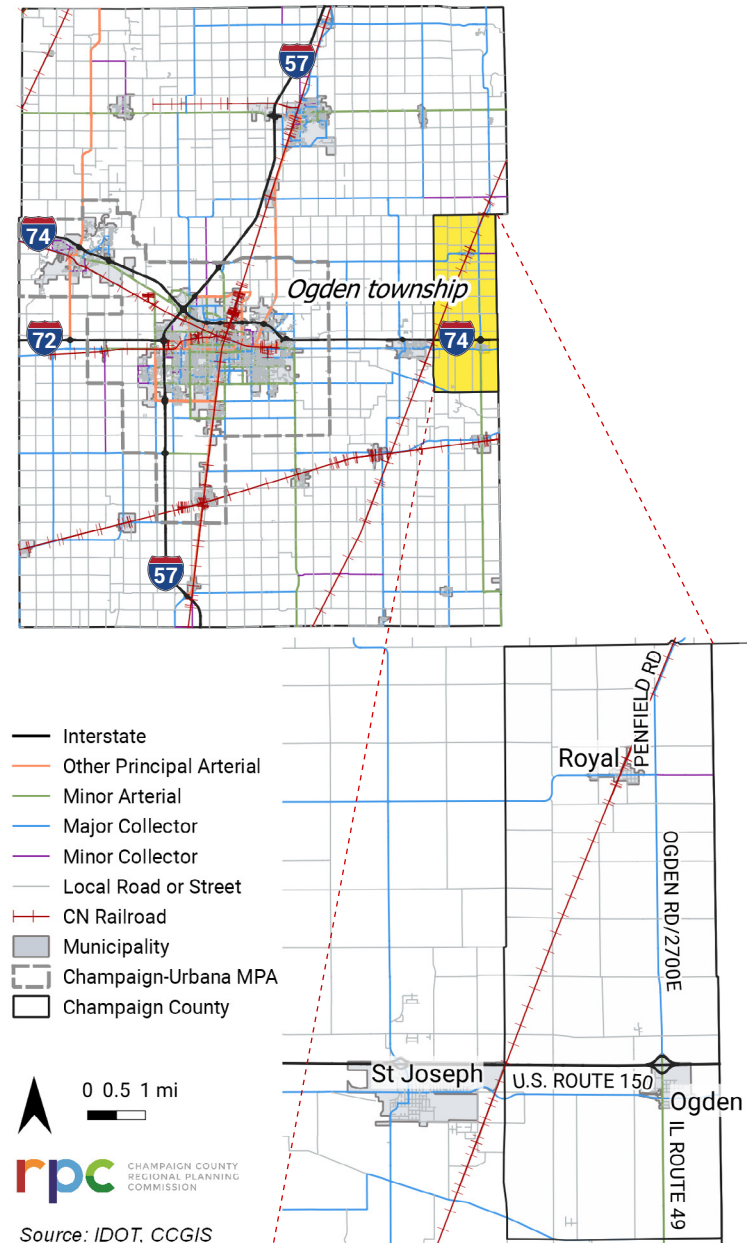 57
74
Ogden township
72
74
57
Interstate
Other Principal Arterial
Minor Arterial
Major Collector
Minor Collector
Local Road or Street
CN Railroad
Municipality
Champaign-Urbana MPA
Champaign County
0 0.5 1 mi
rpc
CHAMPAIGN COUNTY
REGIONAL PLANNING
COMMISSION
Source: IDOT, CCGIS
PENFIELD RD
Royal
OGDEN RD/2700E
St Joseph
U.S. ROUTE 150
Ogden
IL ROUTE 49